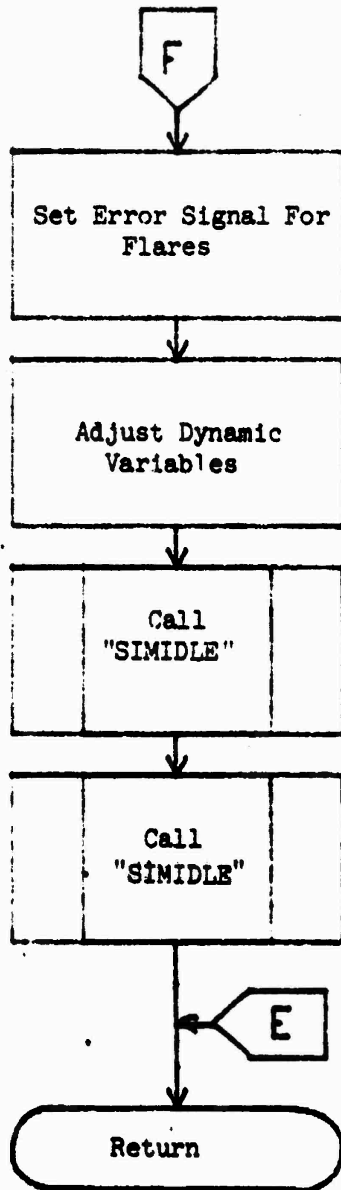 F
Set Error Signal For
Flares
Adjust Dynamic
Variables
Call
"SIMIDLE"
Call
"SIMIDLE"
E
Return